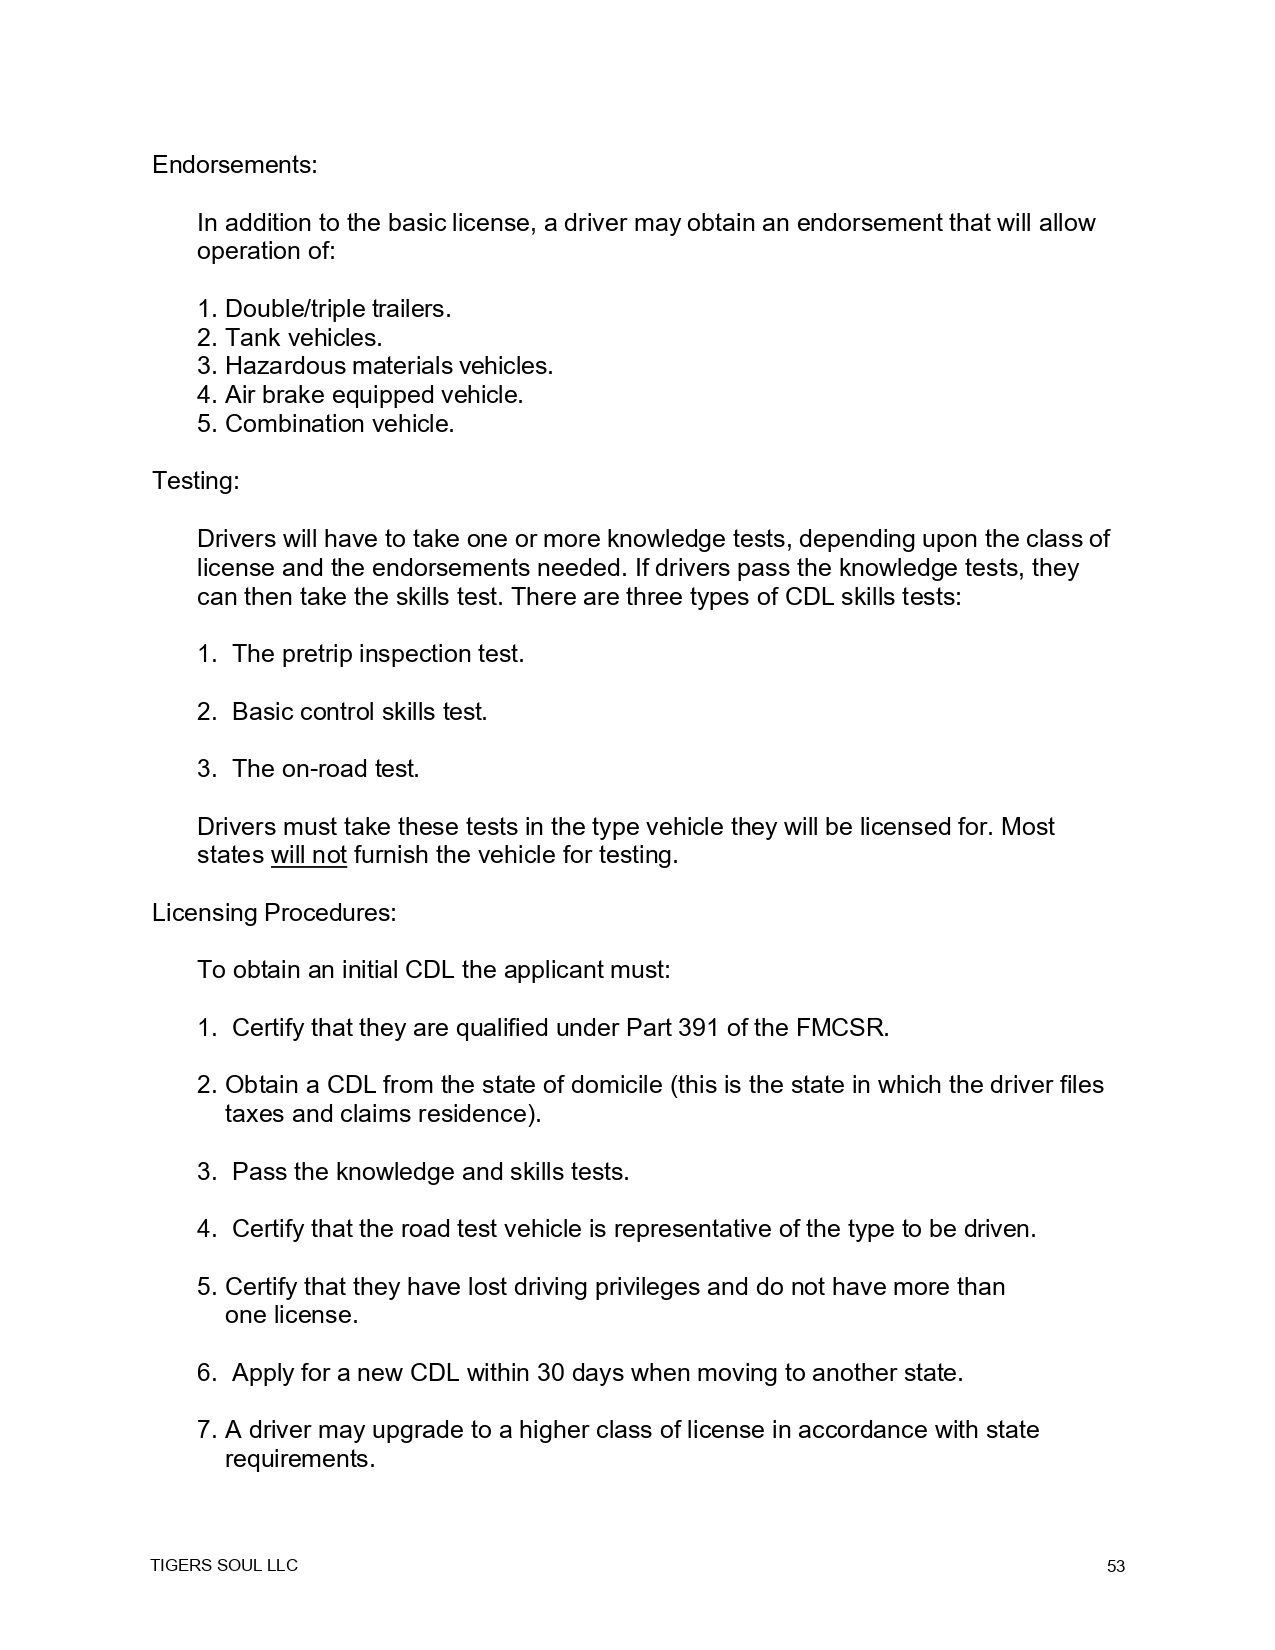 Endorsements:
In addition to the basic license, a driver may obtain an endorsement that will allow
operation of:
1. Double/triple trailers.
2. Tank vehicles.
3. Hazardous materials vehicles.
4. Air brake equipped vehicle.
5. Combination vehicle.
Testing:
Drivers will have to take one or more knowledge tests, depending upon the class of
license and the endorsements needed. If drivers pass the knowledge tests, they
can then take the skills test. There are three types of CDL skills tests:
1. The pretrip inspection test.
2. Basic control skills test.
3. The on-road test.
Drivers must take these tests in the type vehicle they will be licensed for. Most
states will not furnish the vehicle for testing.
Licensing Procedures:
To obtain an initial CDL the applicant must:
1. Certify that they are qualified under Part 391 of the FMCSR.
2. Obtain a CDL from the state of domicile (this is the state in which the driver files
taxes and claims residence).
3. Pass the knowledge and skills tests.
4. Certify that the road test vehicle is representative of the type to be driven.
5. Certify that they have lost driving privileges and do not have more than
one license.
6. Apply for a new CDL within 30 days when moving to another state.
7. A driver may upgrade to a higher class of license in accordance with state
requirements.
TIGERS SOUL LLC 53